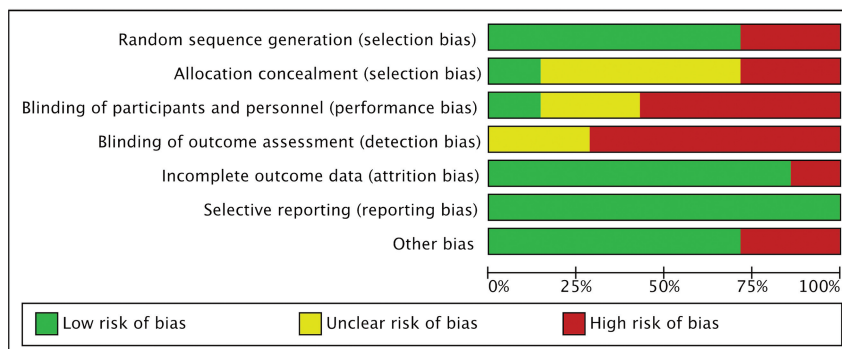 Random sequence generation (selection bias)
Allocation concealment (selection bias)
Blinding of participants and personnel (performance bias)
Blinding of outcome assessment (detection bias)
Incomplete outcome data (attrition bias)
Selective reporting (reporting bias)
Other bias
0% 25% 50% 75% 100%
Low risk of bias Unclear risk of bias High risk of bias